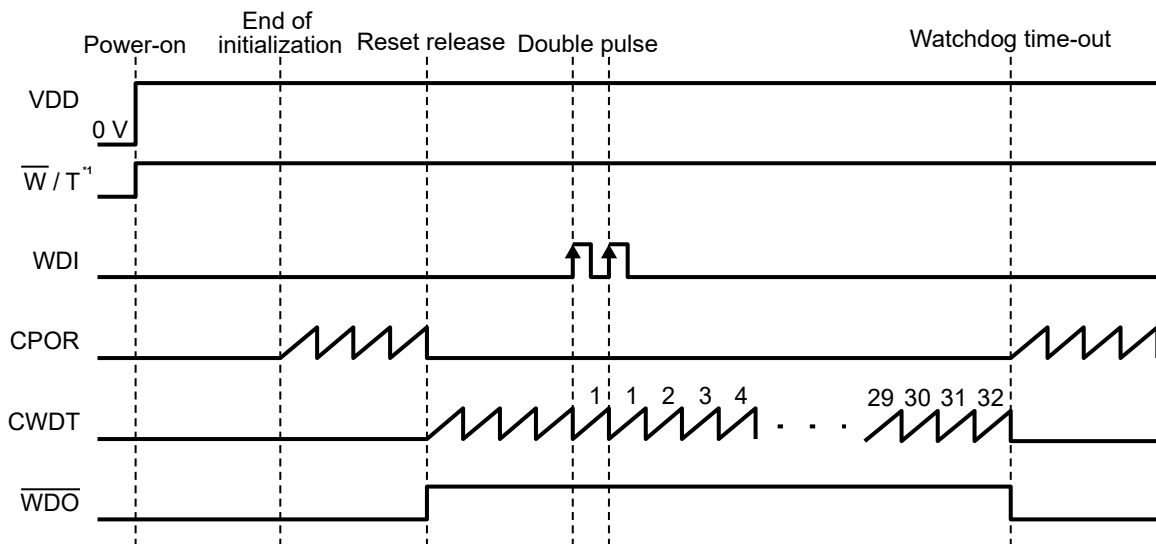 End of
initialization
Power-on
Reset release
Double pulse
Watchdog time-out
VDD
0 V
W / T*1
WDI
CPOR
1 1 2 3 4 29 30 31 32
CWDT
WDO